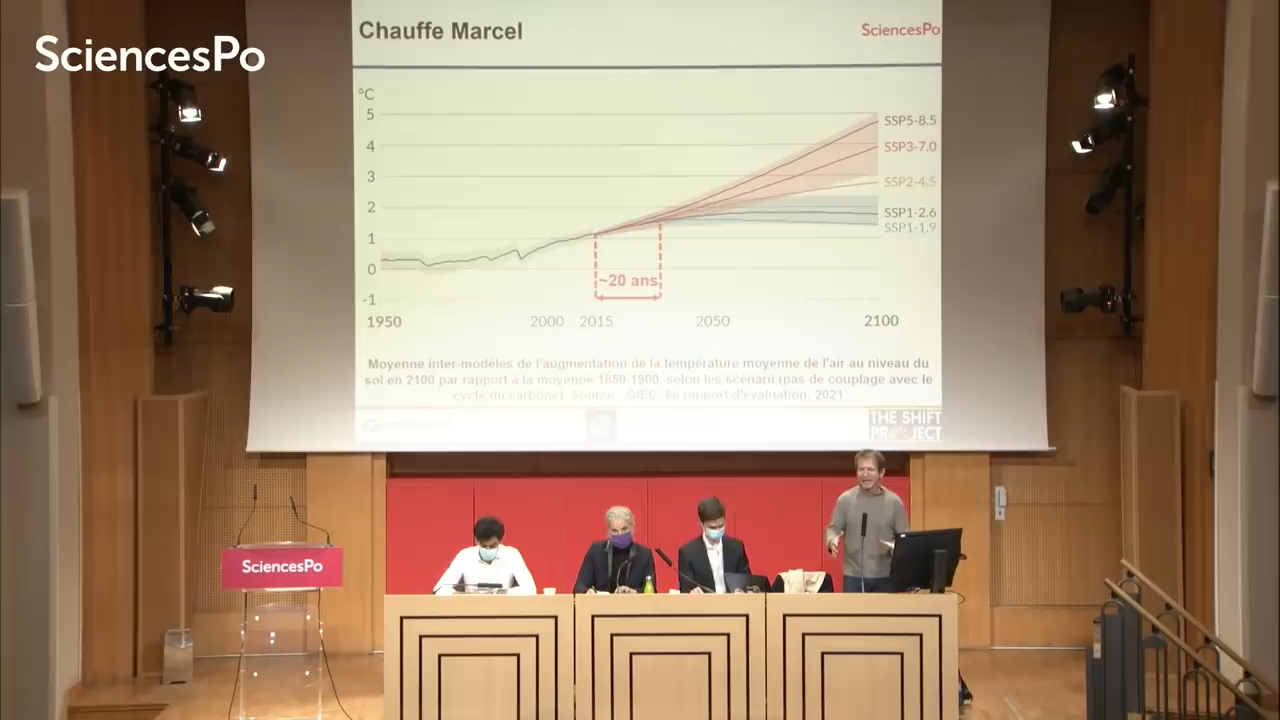 SciencesPo
Chauffe Marcel
SciencesPo
°C
5
4
3
2
1
0
-1
SSP5-8.5
SSP3-7.0
SSP2-4.5
SSP1-2.6
SSP1-1.9
~20 ans
1950
2000
2015
2050
2100
Moyenne inter-modèles de l'augmentation de la température moyenne de l'air au niveau du
sol en 2100 par rapport à la moyenne 1850-1900, selon les scénarii (pas de couplage avec le
cycle du carbone). Source : GIEC, 6è rapport d'évaluation, 2021
THE SHIFT
PROJECT
SciencesPo